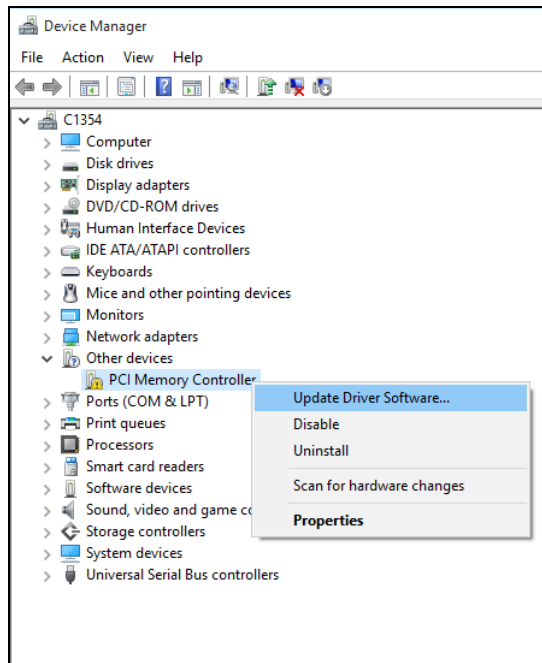 Device Manager
File Action View Help
C1354
Computer
Disk drives
Display adapters
DVD/CD-ROM drives
Human Interface Devices
IDE ATA/ATAPI controllers
Keyboards
Mice and other pointing devices
Monitors
Network adapters
Other devices
PCI Memory Controller
Ports (COM & LPT)
Print queues
Processors
Smart card readers
Software devices
Sound, video and game co
Storage controllers
System devices
Universal Serial Bus controllers
Update Driver Software...
Disable
Uninstall
Scan for hardware changes
Properties